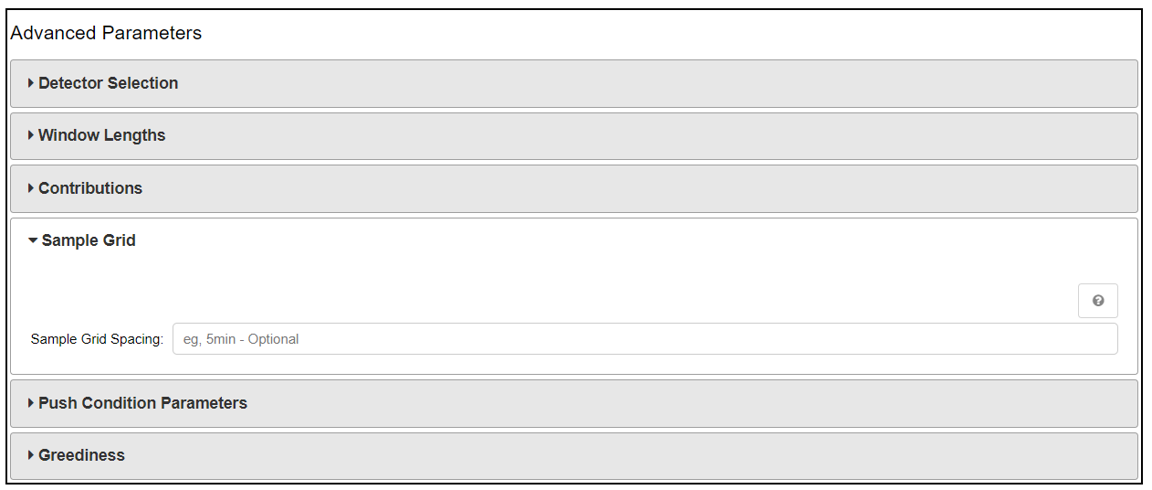 Advanced Parameters
Detector Selection
Window Lengths
Contributions
Sample Grid
?
Sample Grid Spacing: eg, 5min - Optional
Push Condition Parameters
Greediness